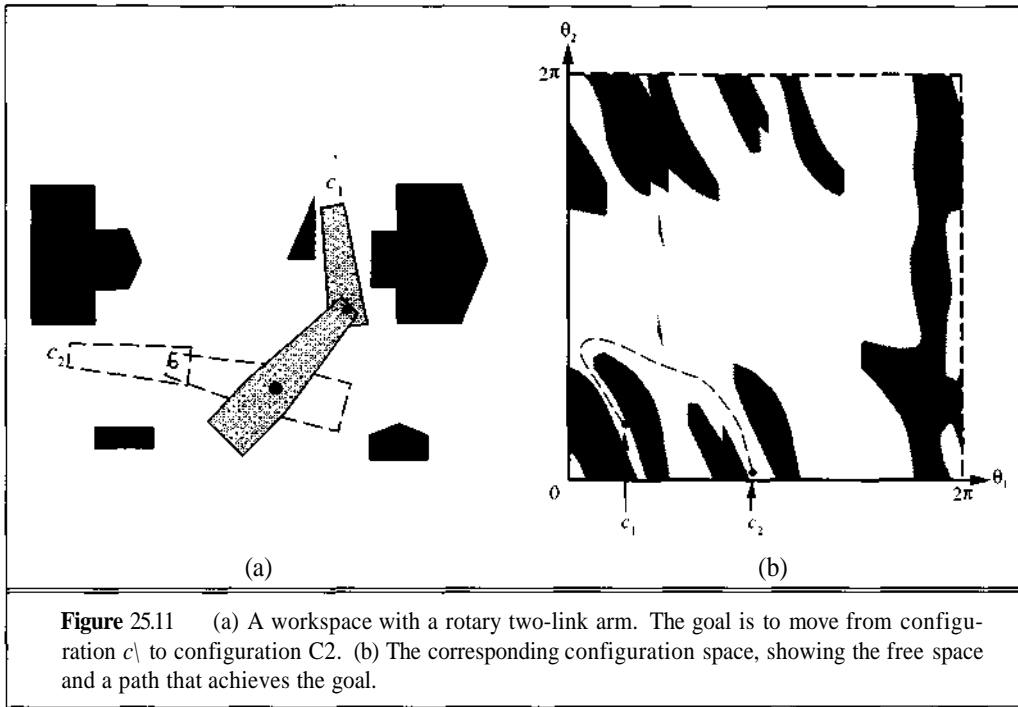 c₁
c₂
(a)
θ₂
2π
0
c₁
c₂
2π
θ₁
(b)
Figure 25.11 (a) A workspace with a rotary two-link arm. The goal is to move from configu-
ration c\ to configuration C2. (b) The corresponding configuration space, showing the free space
and a path that achieves the goal.